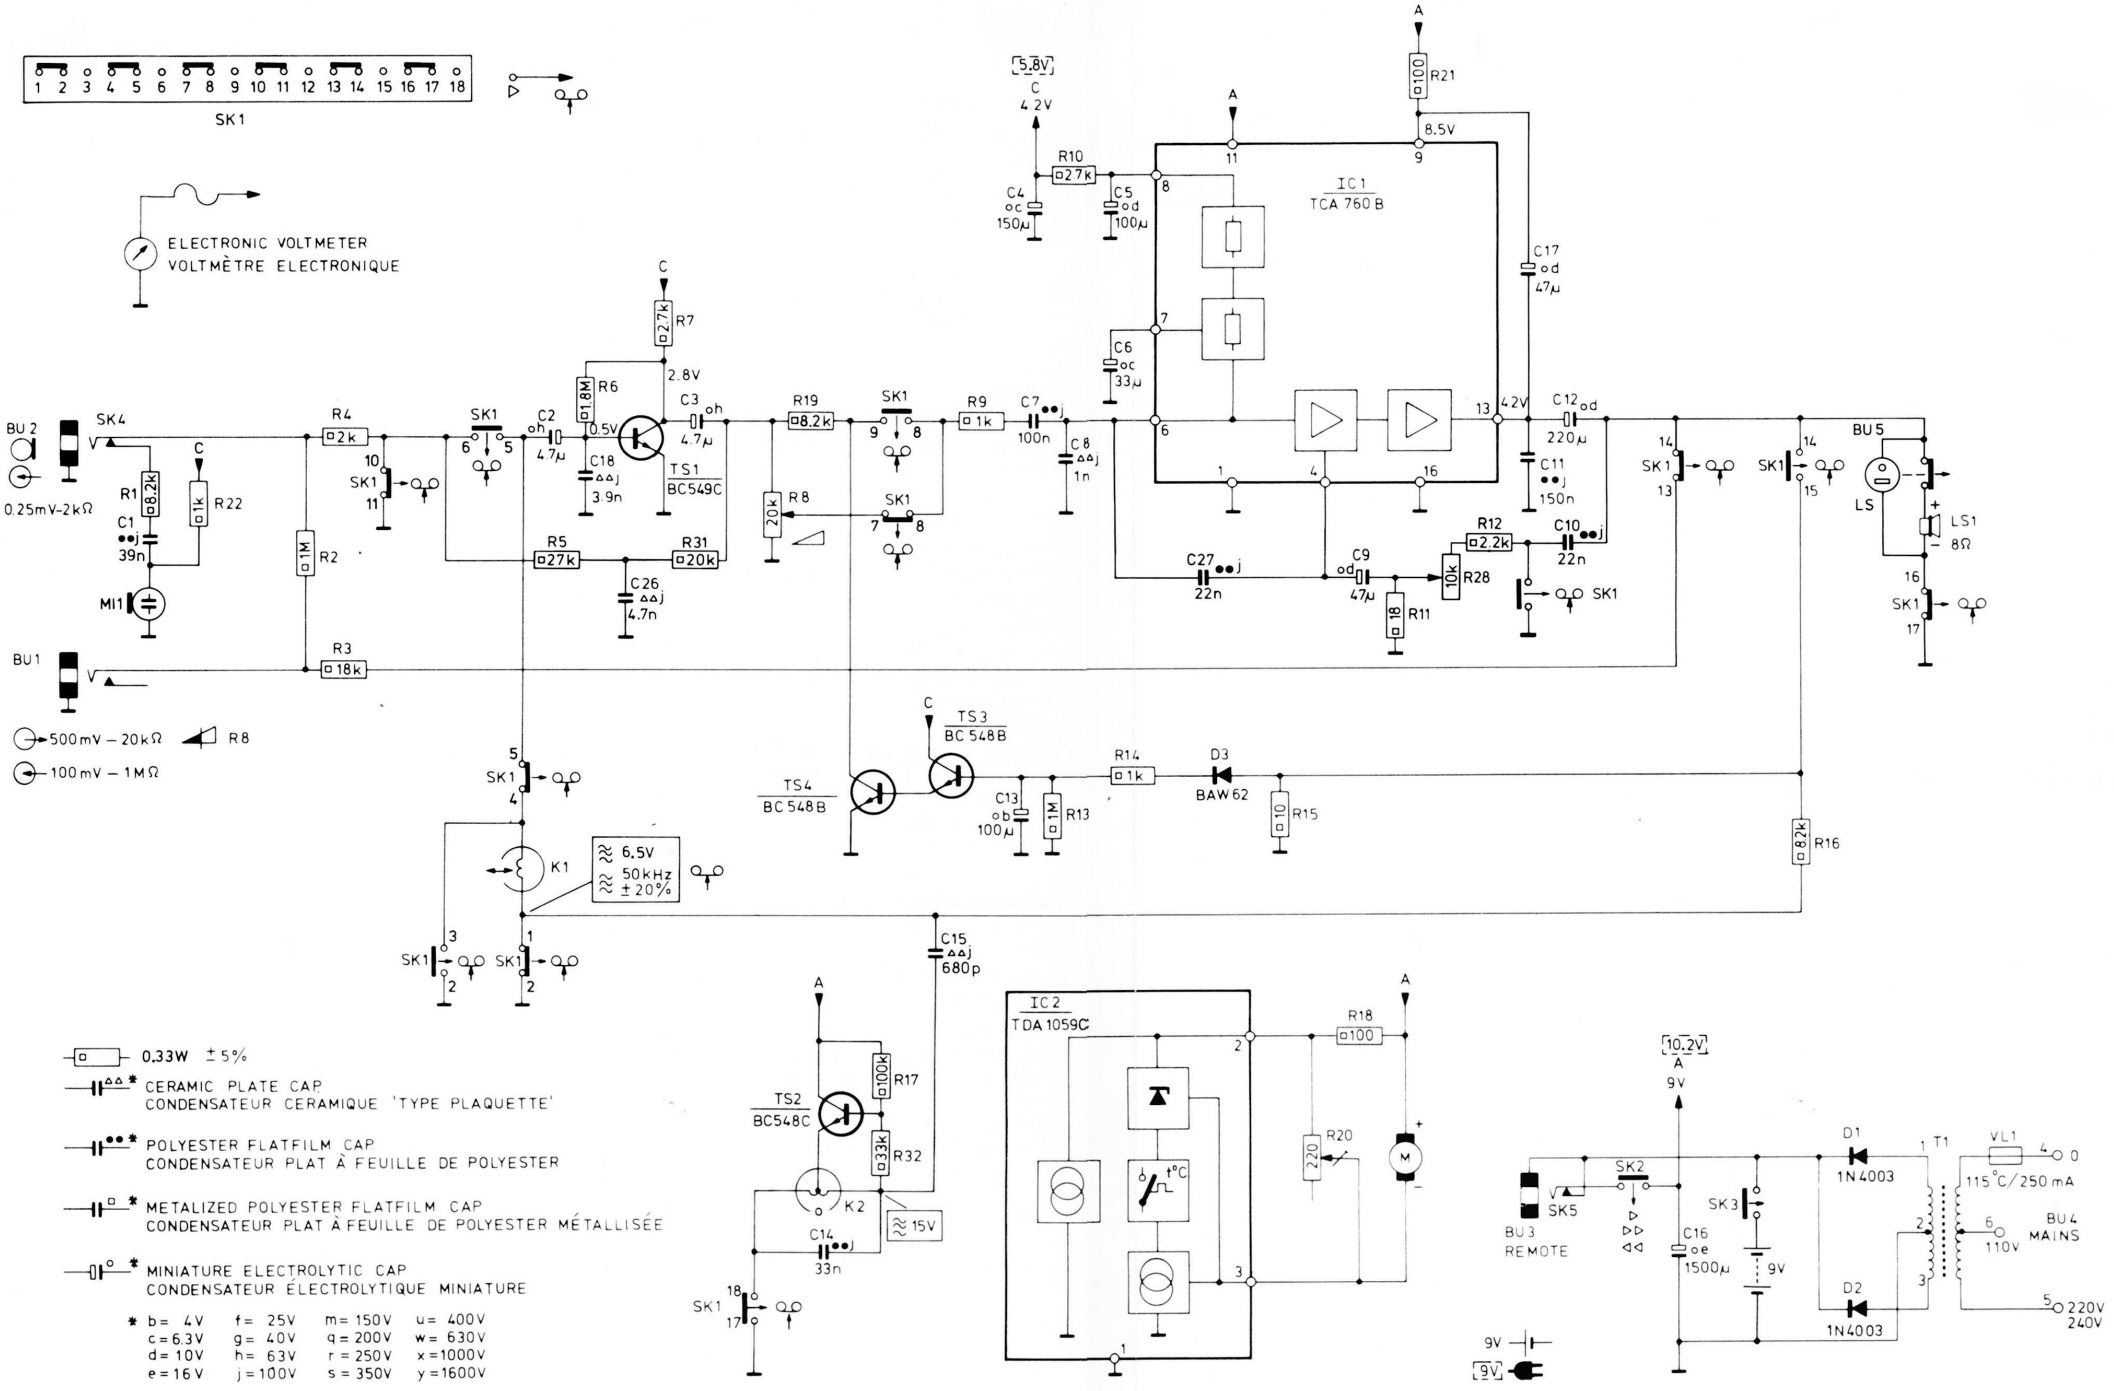 1 2 3 4 5 6 7 8 9 10 11 12 13 14 15 16 17 18
SK1
ELECTRONIC VOLTMETER
VOLTMÈTRE ELECTRONIQUE
[5.8V]
C
4.2V
R10
2.7k
C4
oc
150µ
C5
od
100µ
A
11
8
IC1
TCA 760 B
A
100
R21
8.5V
9
C17
od
47µ
7
C6
oc
33µ
6
1
4
16
13
4.2V
C
2.7k
R7
2.8V
1.8M
R6
0.5V
C2
oh
4.7µ
C3
oh
4.7µ
C18
j
3.9n
TS1
BC549C
BU2
SK4
0.25mV-2kΩ
R1
8.2k
C1
j
39n
C
1k
R22
MI1
R4
2k
10
SK1
11
SK1
6 5
1M
R2
R5
27k
R31
20k
C26
j
4.7n
R19
8.2k
SK1
9 8
R8
20k
SK1
7 8
R9
1k
C7
j
100n
C8
j
1n
C27
j
22n
C9
od
47µ
18
R11
10k
R28
R12
2.2k
C10
j
22n
SK1
C12
od
220µ
C11
j
150n
14
SK1
13
14
SK1
15
BU5
LS
+
LS1
8Ω
-
16
SK1
17
BU1
R3
18k
500mV – 20kΩ R8
100mV – 1MΩ
5
SK1
4
K1
6.5V
50kHz
±20%
3
SK1
2
1
SK1
2
TS4
BC 548B
C
TS3
BC 548B
C13
ob
100µ
1M
R13
R14
1k
D3
BAW 62
10
R15
82k
R16
C15
j
680p
A
TS2
BC548C
100k
R17
33k
R32
K2
15V
C14
j
33n
18
SK1
17
IC2
TDA 1059C
2
t°C
3
1
R18
100
A
220
R20
+
M
-
[10.2V]
A
9V
BU3
REMOTE
SK5
SK2
C16
oe
1500µ
SK3
9V
D1
1N4003
D2
1N4003
1 T1
2
3
VL1
115°C/250 mA
4 0
6
110V
BU4
MAINS
5 220V
240V
9V
[9V]
0.33W ±5%
* CERAMIC PLATE CAP.
CONDENSATEUR CERAMIQUE 'TYPE PLAQUETTE'
* POLYESTER FLATFILM CAP.
CONDENSATEUR PLAT À FEUILLE DE POLYESTER
* METALIZED POLYESTER FLATFILM CAP
CONDENSATEUR PLAT À FEUILLE DE POLYESTER MÉTALLISÉE
* MINIATURE ELECTROLYTIC CAP
CONDENSATEUR ÉLECTROLYTIQUE MINIATURE
* b = 4V f = 25V m = 150V u = 400V
c = 6.3V g = 40V q = 200V w = 630V
d = 10V h = 63V r = 250V x = 1000V
e = 16V j = 100V s = 350V y = 1600V